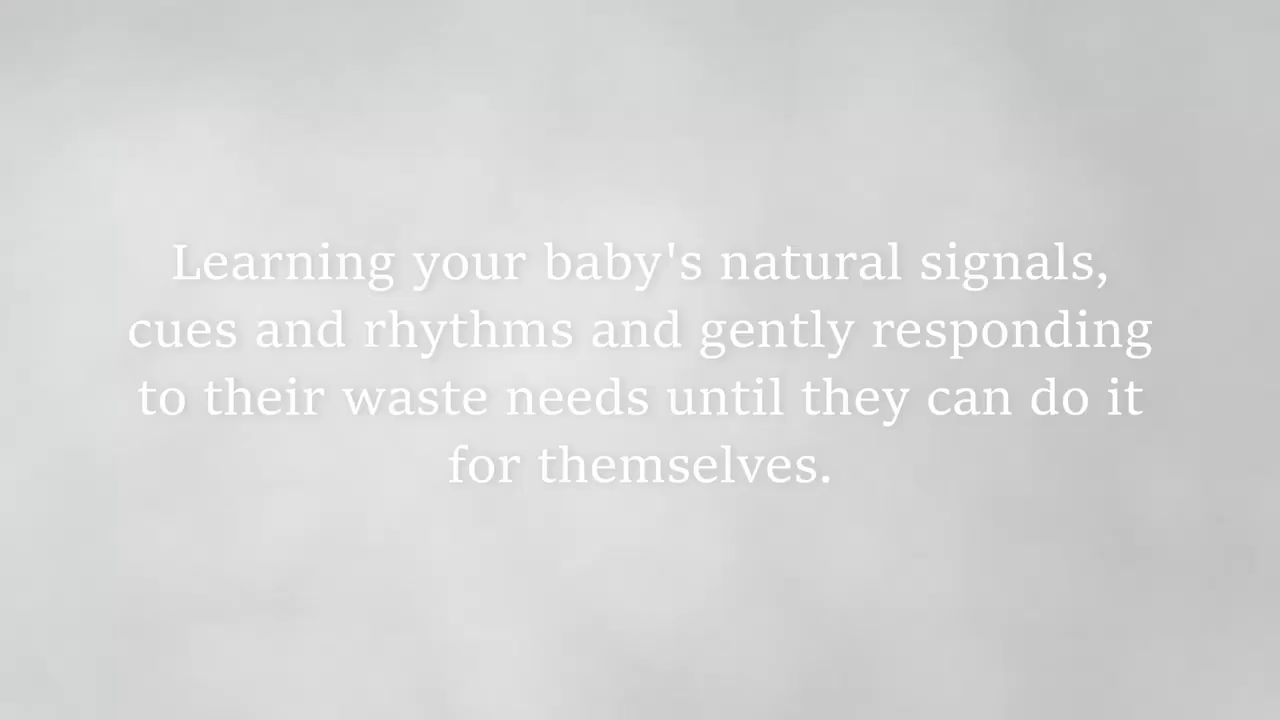 Learning your baby's natural signals,
cues and rhythms and gently responding
to their waste needs until they can do it
for themselves.